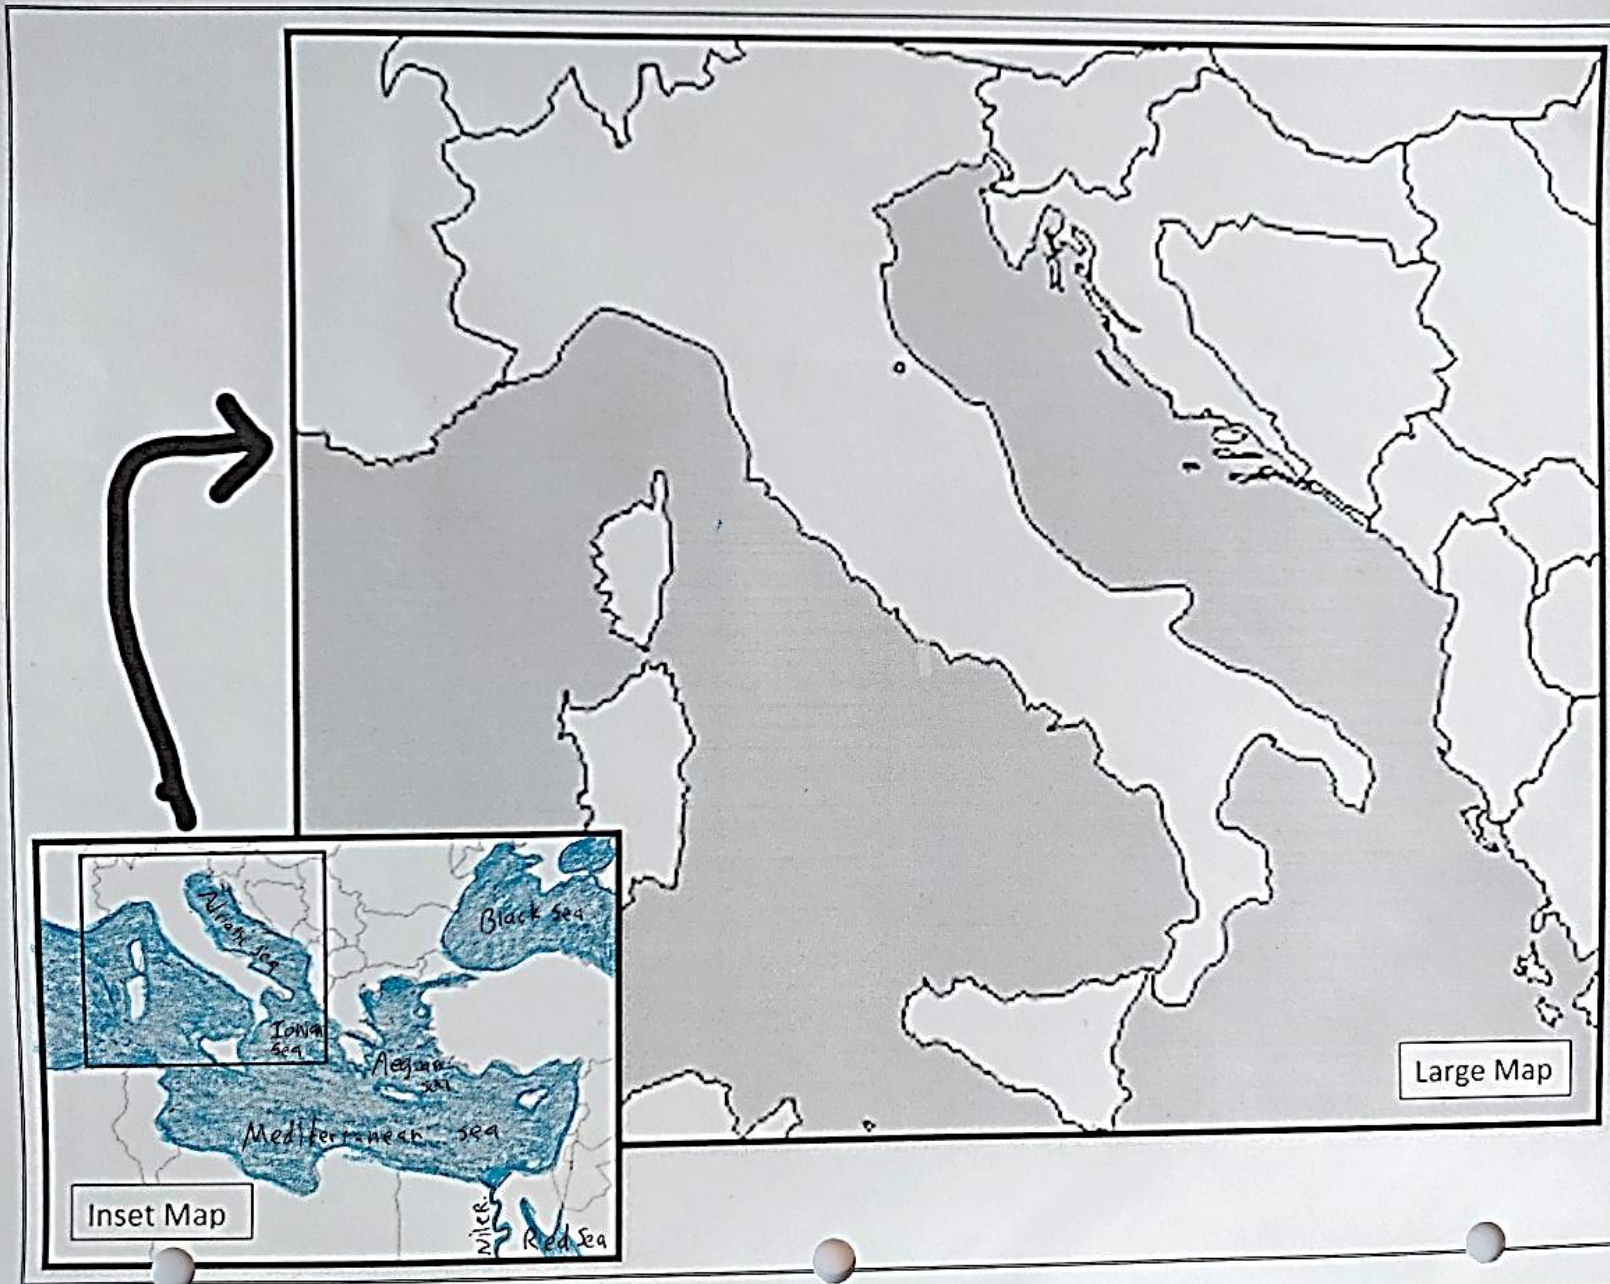 Large Map
Black Sea
Adriatic Sea
Ionian
Sea
Aegean
sea
Mediterranean sea
Nile R.
Red Sea
Inset Map